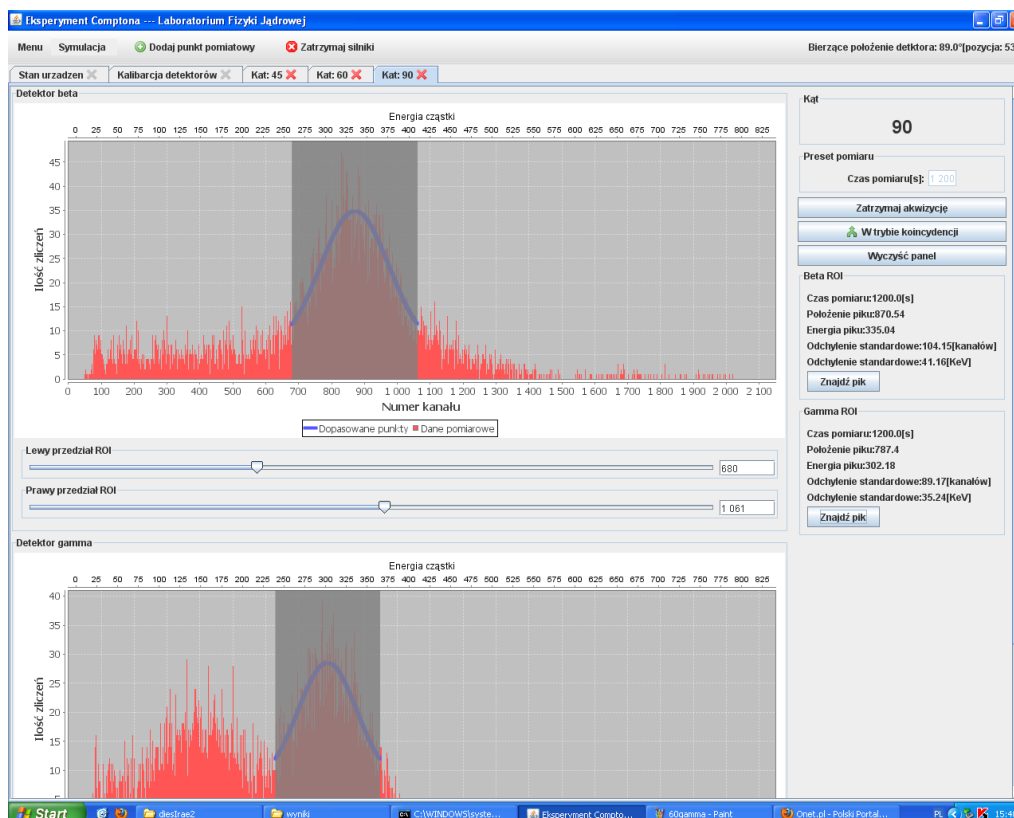 Eksperyment Comptona --- Laboratorium Fizyki Jądrowej
Menu Symulacja Dodaj punkt pomiatowy Zatrzymaj silniki Bierzące położenie detktora: 89.0°[pozycja: 53
Stan urzadzen Kalibarcja detektorów Kat: 45 Kat: 60 Kat: 90
Detektor beta
Energia cząstki
0 25 50 75 100 125 150 175 200 225 250 275 300 325 350 375 400 425 450 475 500 525 550 575 600 625 650 675 700 725 750 775 800 825
Ilość zliczeń
45
40
35
30
25
20
15
10
5
0
0 100 200 300 400 500 600 700 800 900 1 000 1 100 1 200 1 300 1 400 1 500 1 600 1 700 1 800 1 900 2 000 2 100
Numer kanału
Dopasowane punkty Dane pomiarowe
Lewy przedział ROI
680
Prawy przedział ROI
1 061
Detektor gamma
Energia cząstki
0 25 50 75 100 125 150 175 200 225 250 275 300 325 350 375 400 425 450 475 500 525 550 575 600 625 650 675 700 725 750 775 800 825
Ilość zliczeń
40
35
30
25
20
15
10
Kąt
90
Preset pomiaru
Czas pomiaru[s]: 1 200
Zatrzymaj akwizycję
W trybie koincydencji
Wyczyść panel
Beta ROI
Czas pomiaru:1200.0[s]
Położenie piku:870.54
Energia piku:335.04
Odchylenie standardowe:104.15[kanałów]
Odchylenie standardowe:41.16[KeV]
Znajdź pik
Gamma ROI
Czas pomiaru:1200.0[s]
Położenie piku:787.4
Energia piku:302.18
Odchylenie standardowe:89.17[kanałów]
Odchylenie standardowe:35.24[KeV]
Znajdź pik
Start diesIrae2 wyniki C:\WINDOWS\syste... Eksperyment Compto... 60gamma - Paint Onet.pl - Polski Portal... PL